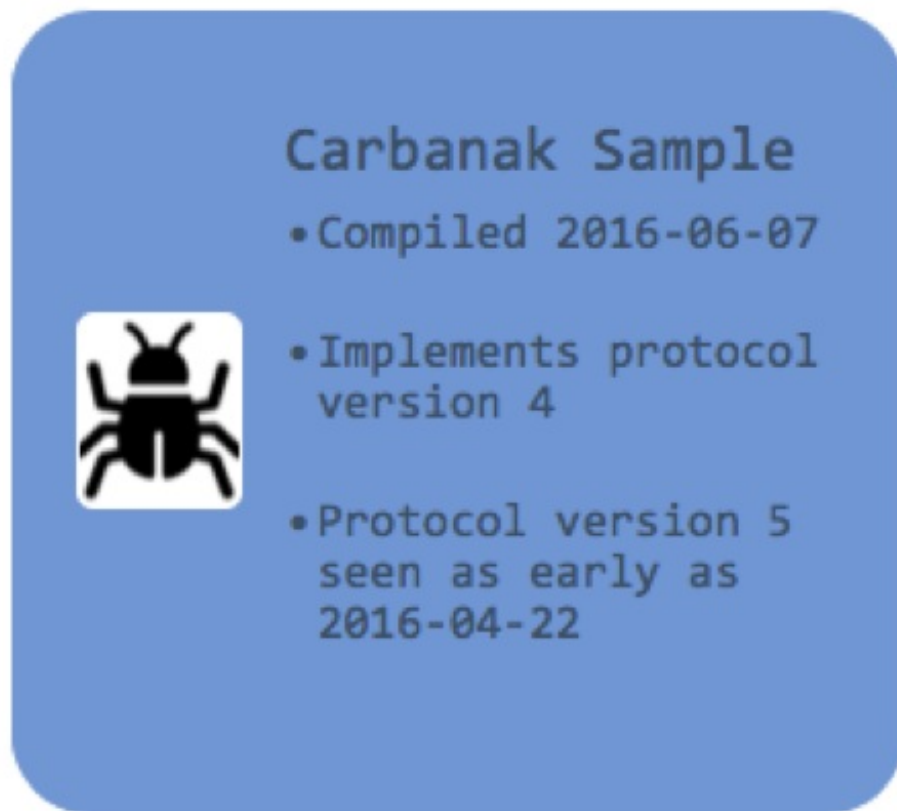 Carbanak Sample
•Compiled 2016-06-07
•Implements protocol
version 4
•Protocol version 5
seen as early as
2016-04-22